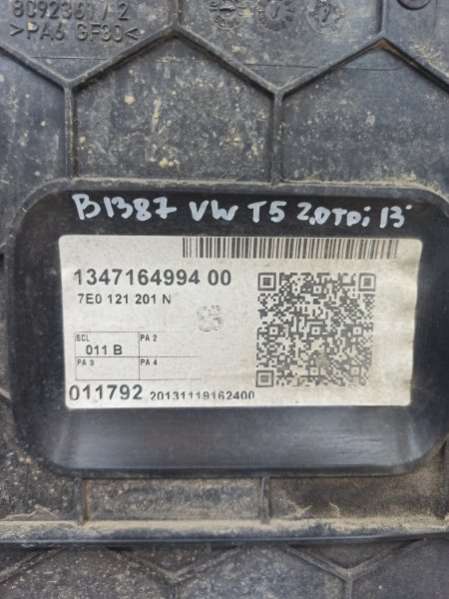 >PA6 GF30<
B1387 VW T5 2.0TDi 13'
1347164994 00
7E0 121 201 N
SCL
PA 2
011 B
PA 3
PA 4
011792 20131119162400